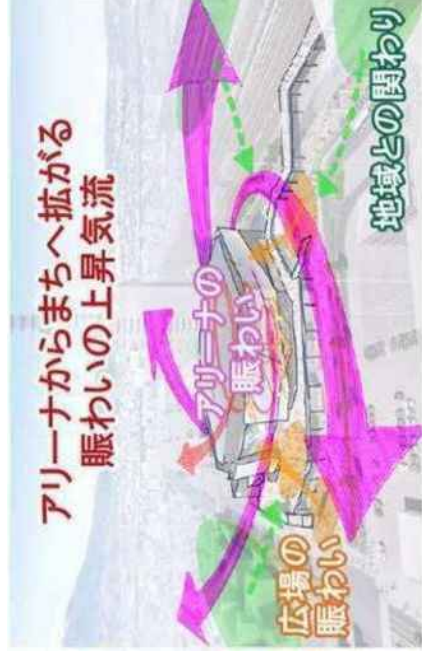 アリーナからまちへ拡がる
賑わいの上昇気流
アリーナの
賑わい
広場の
賑わい
地域との関わり